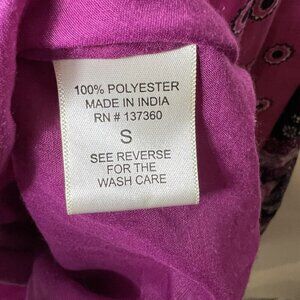 100% POLYESTER
MADE IN INDIA
RN # 137360
S
SEE REVERSE
FOR THE
WASH CARE